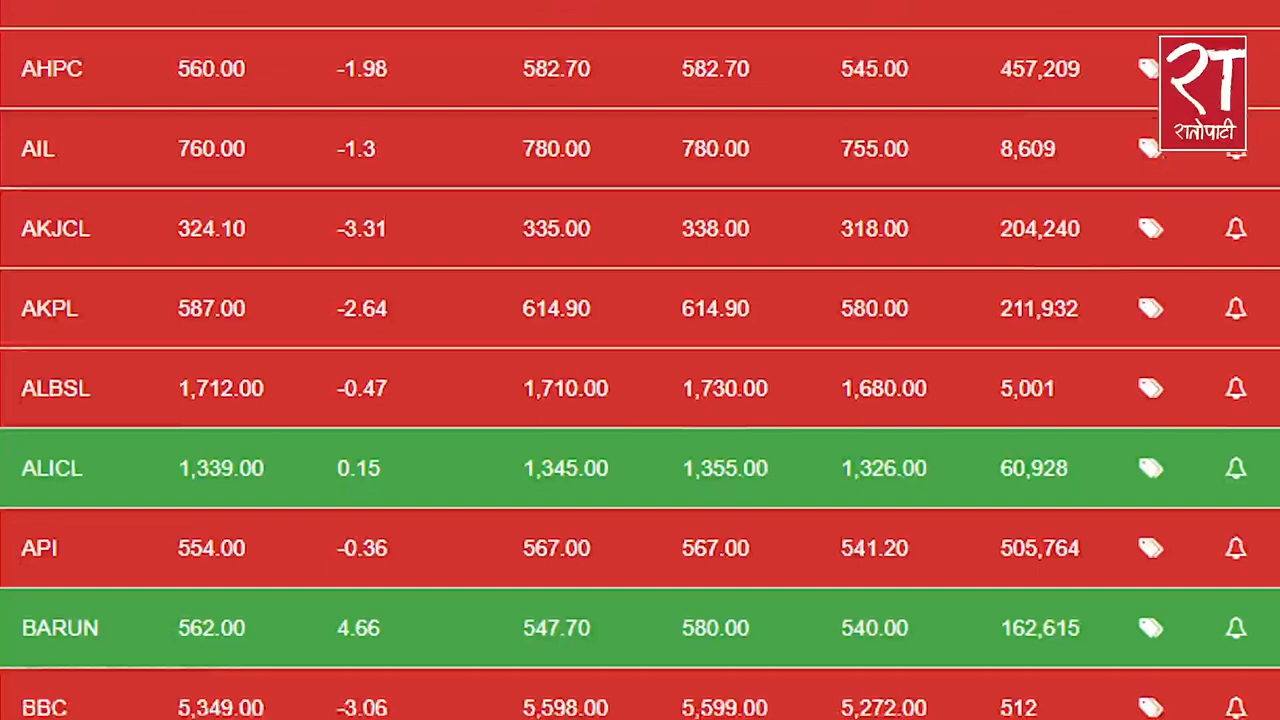 AHPC 560.00 -1.98 582.70 582.70 545.00 457,209
रा
रातोपाटी
AIL 760.00 -1.3 780.00 780.00 755.00 8,609
AKJCL 324.10 -3.31 335.00 338.00 318.00 204,240
AKPL 587.00 -2.64 614.90 614.90 580.00 211,932
ALBSL 1,712.00 -0.47 1,710.00 1,730.00 1,680.00 5,001
ALICL 1,339.00 0.15 1,345.00 1,355.00 1,326.00 60,928
API 554.00 -0.36 567.00 567.00 541.20 505,764
BARUN 562.00 4.66 547.70 580.00 540.00 162,615
BBC 5,349.00 -3.06 5,598.00 5,599.00 5,272.00 512